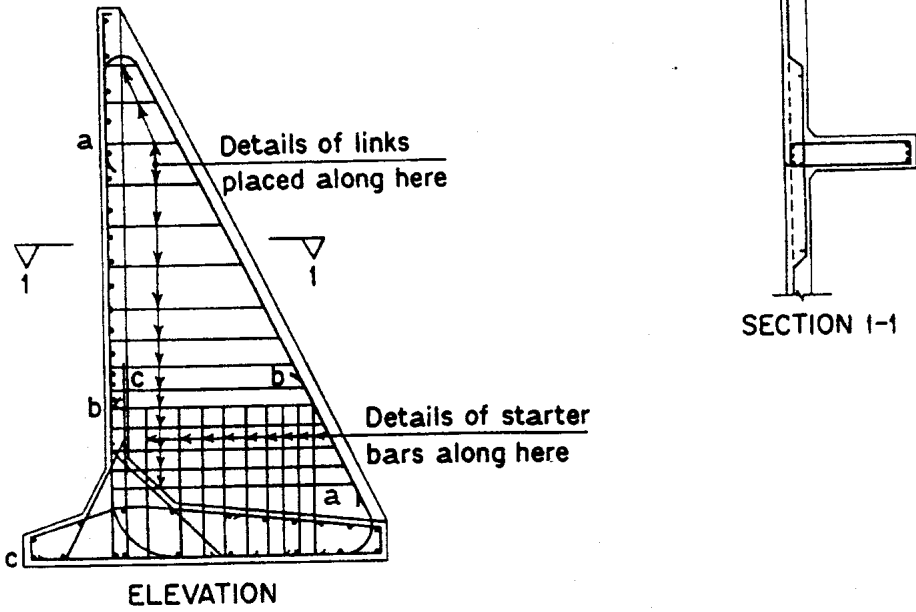 a
Details of links
placed along here
1
1
SECTION 1-1
c
b
b
Details of starter
bars along here
a
c
ELEVATION